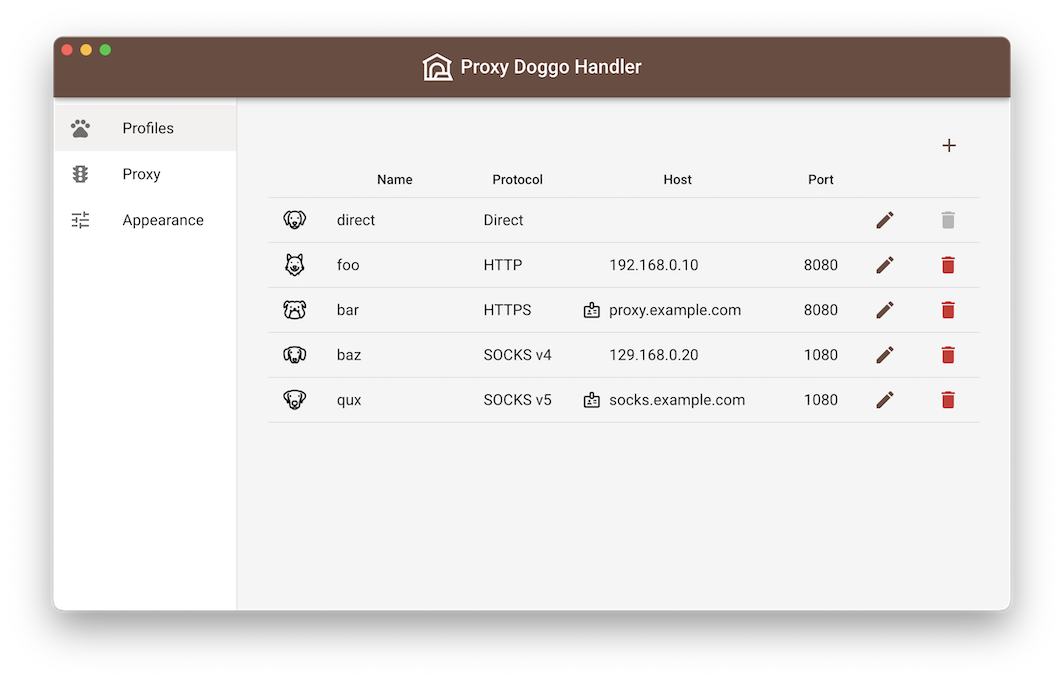 Proxy Doggo Handler
Profiles
Proxy
Appearance
Name Protocol Host Port
direct Direct
foo HTTP 192.168.0.10 8080
bar HTTPS proxy.example.com 8080
baz SOCKS v4 129.168.0.20 1080
qux SOCKS v5 socks.example.com 1080